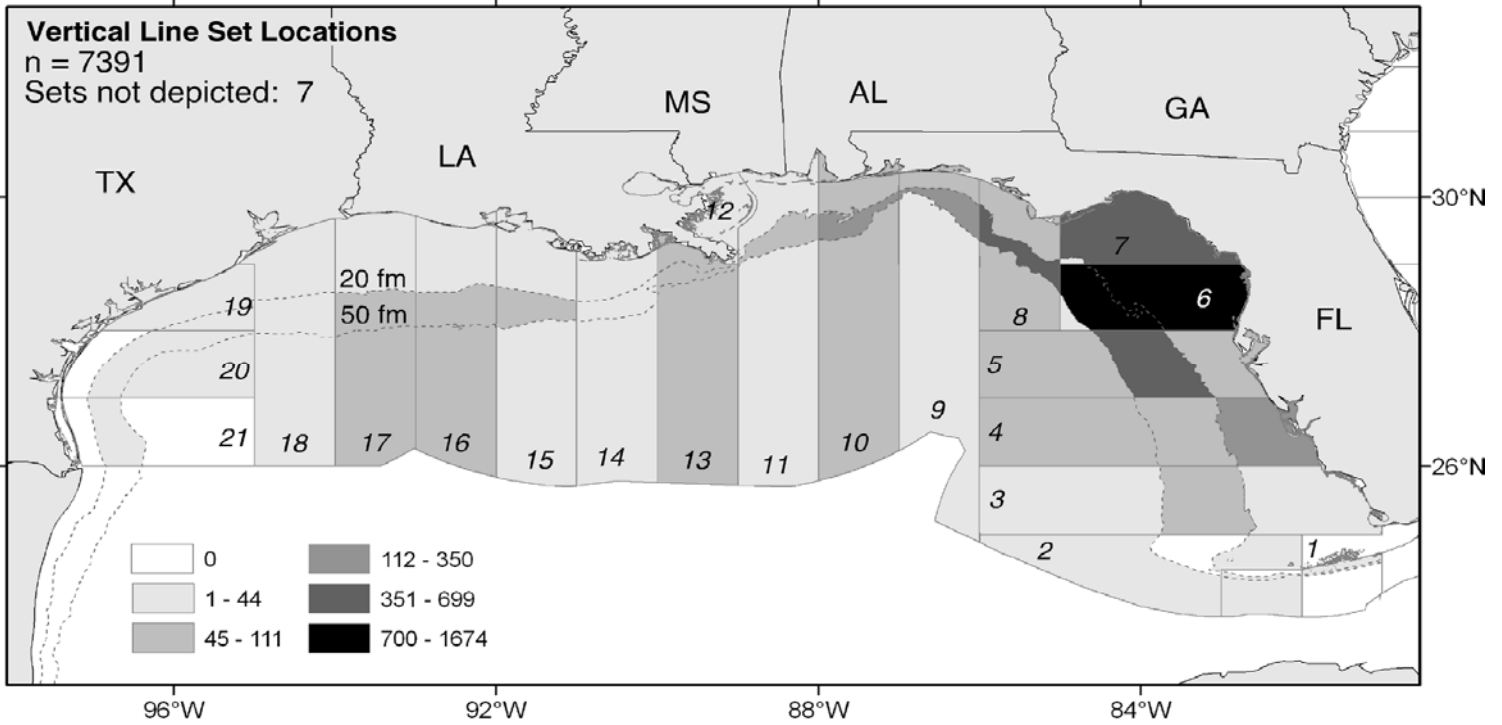 Vertical Line Set Locations
n = 7391
Sets not depicted: 7
MS
AL
GA
LA
TX
30°N
12
7
20 fm
6
19
50 fm
8
FL
5
20
9
4
21
18
17
16
15
14
13
11
10
26°N
3
2
1
0
112 - 350
1 - 44
351 - 699
45 - 111
700 - 1674
96°W
92°W
88°W
84°W